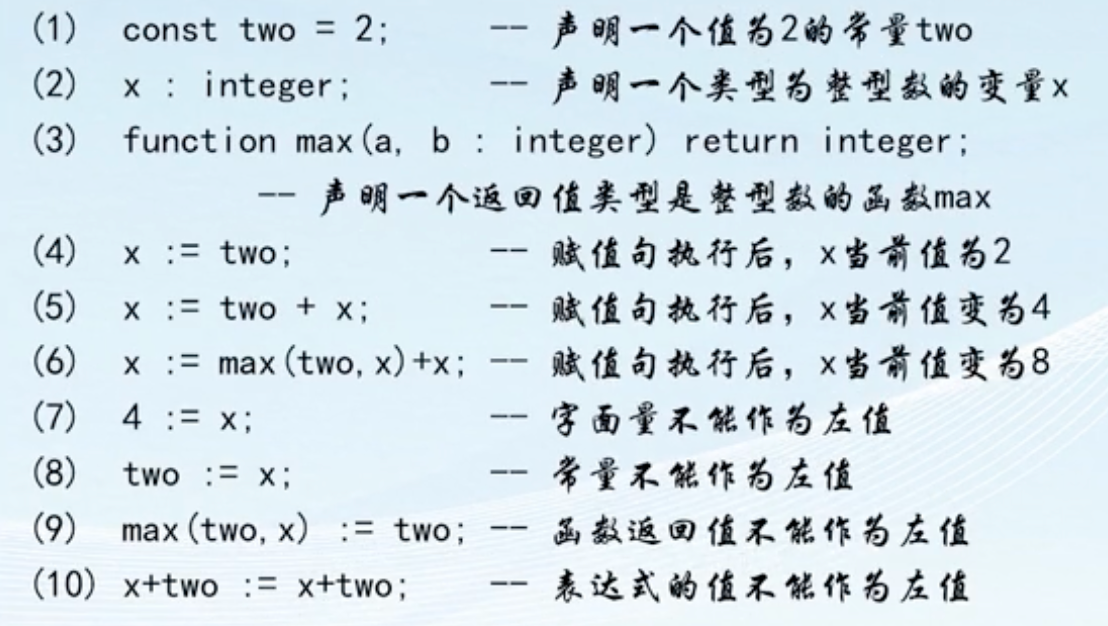 (1) const two = 2; -- 声明一个值为2的常量two
(2) x : integer; -- 声明一个类型为整型数的变量x
(3) function max(a, b : integer) return integer;
-- 声明一个返回值类型是整型数的函数max
(4) x := two; -- 赋值句执行后，x当前值为2
(5) x := two + x; -- 赋值句执行后，x当前值变为4
(6) x := max(two,x)+x; -- 赋值句执行后，x当前值变为8
(7) 4 := x; -- 字面量不能作为左值
(8) two := x; -- 常量不能作为左值
(9) max(two,x) := two; -- 函数返回值不能作为左值
(10) x+two := x+two; -- 表达式的值不能作为左值